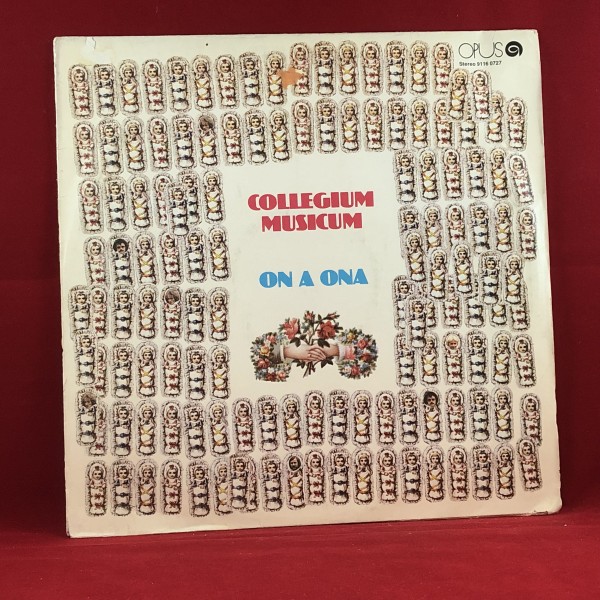 OPUS
Stereo 9116 0727
COLLEGIUM
MUSICUM
ON A ONA